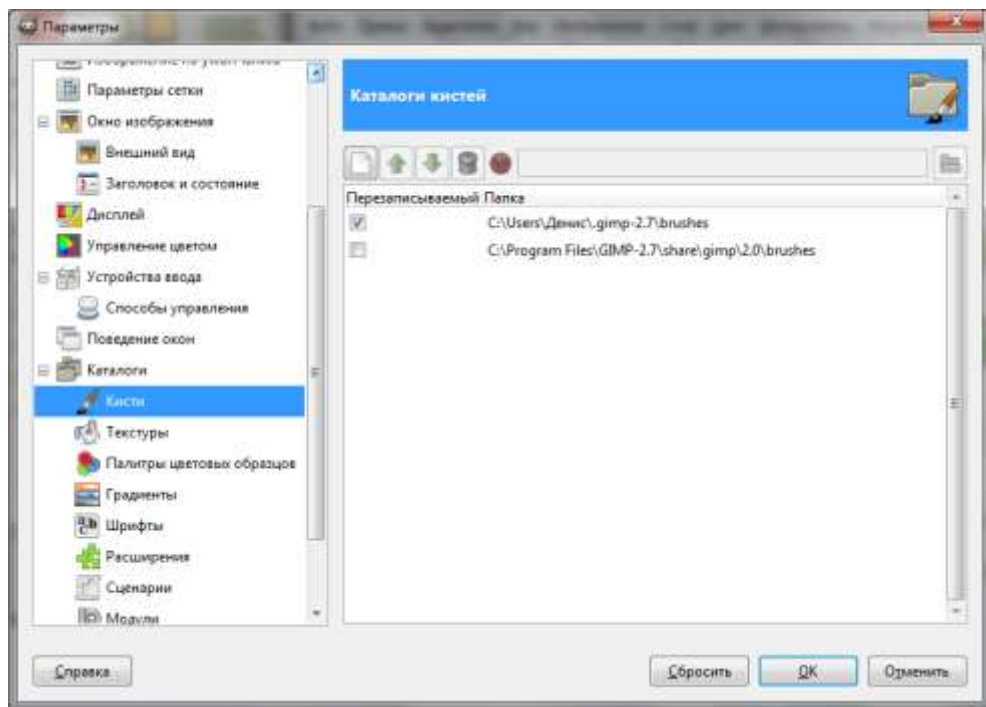 Параметры
Параметры сетки
Окно изображения
Внешний вид
Заголовок и состояние
Дисплей
Управление цветом
Устройства ввода
Способы управления
Поведение окон
Каталоги
Кисти
Текстуры
Палитры цветовых образцов
Градиенты
Шрифты
Расширения
Сценарии
Модули
Каталоги кистей
Перезаписываемый Папка
C:\Users\Денис\.gimp-2.7\brushes
C:\Program Files\GIMP-2.7\share\gimp\2.0\brushes
Справка
Сбросить
OK
Отменить